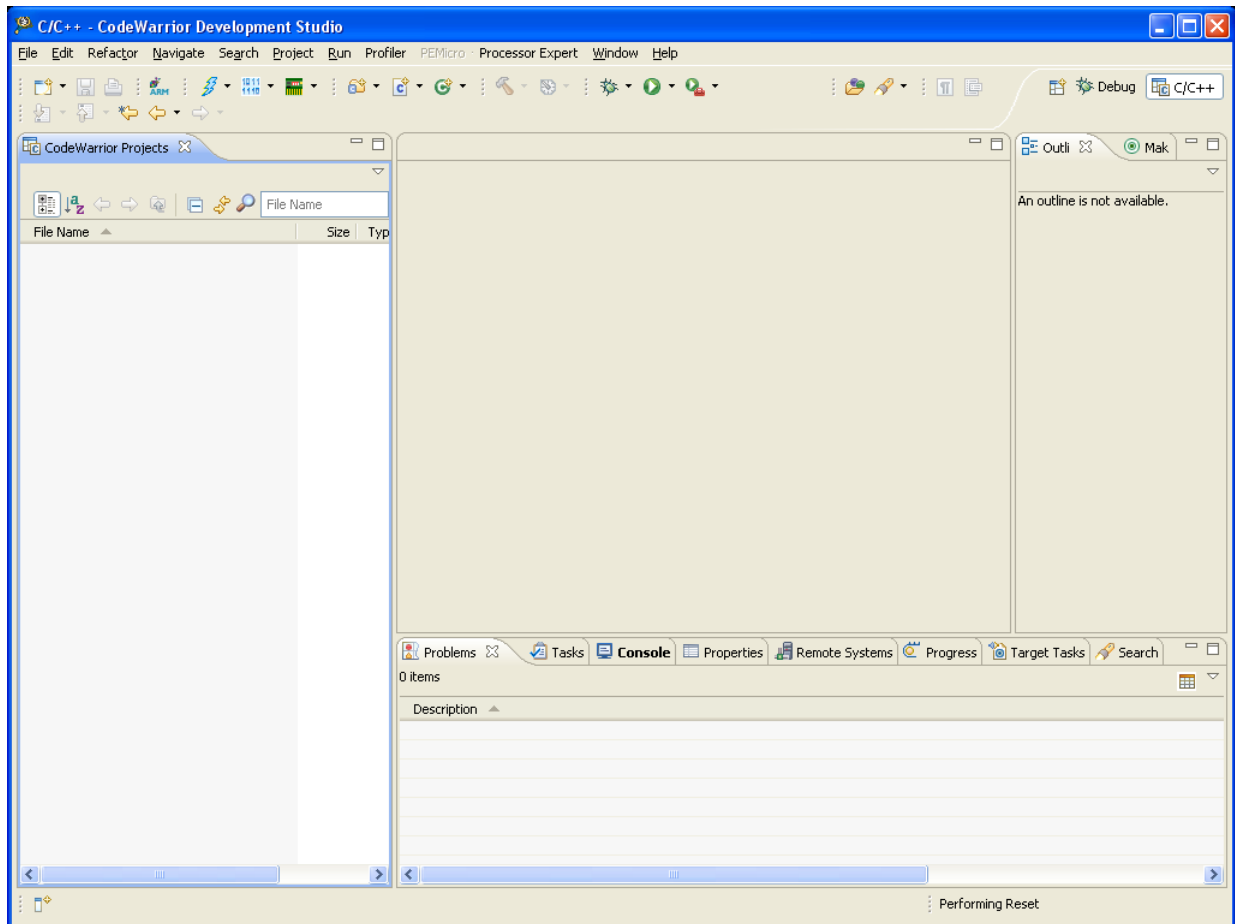 C/C++ - CodeWarrior Development Studio
File Edit Refactor Navigate Search Project Run Profiler PEMicro Processor Expert Window Help
ARM Debug C/C++
CodeWarrior Projects
Outli Mak
File Name
An outline is not available.
File Name Size Typ
Problems Tasks Console Properties Remote Systems Progress Target Tasks Search
0 items
Description
Performing Reset